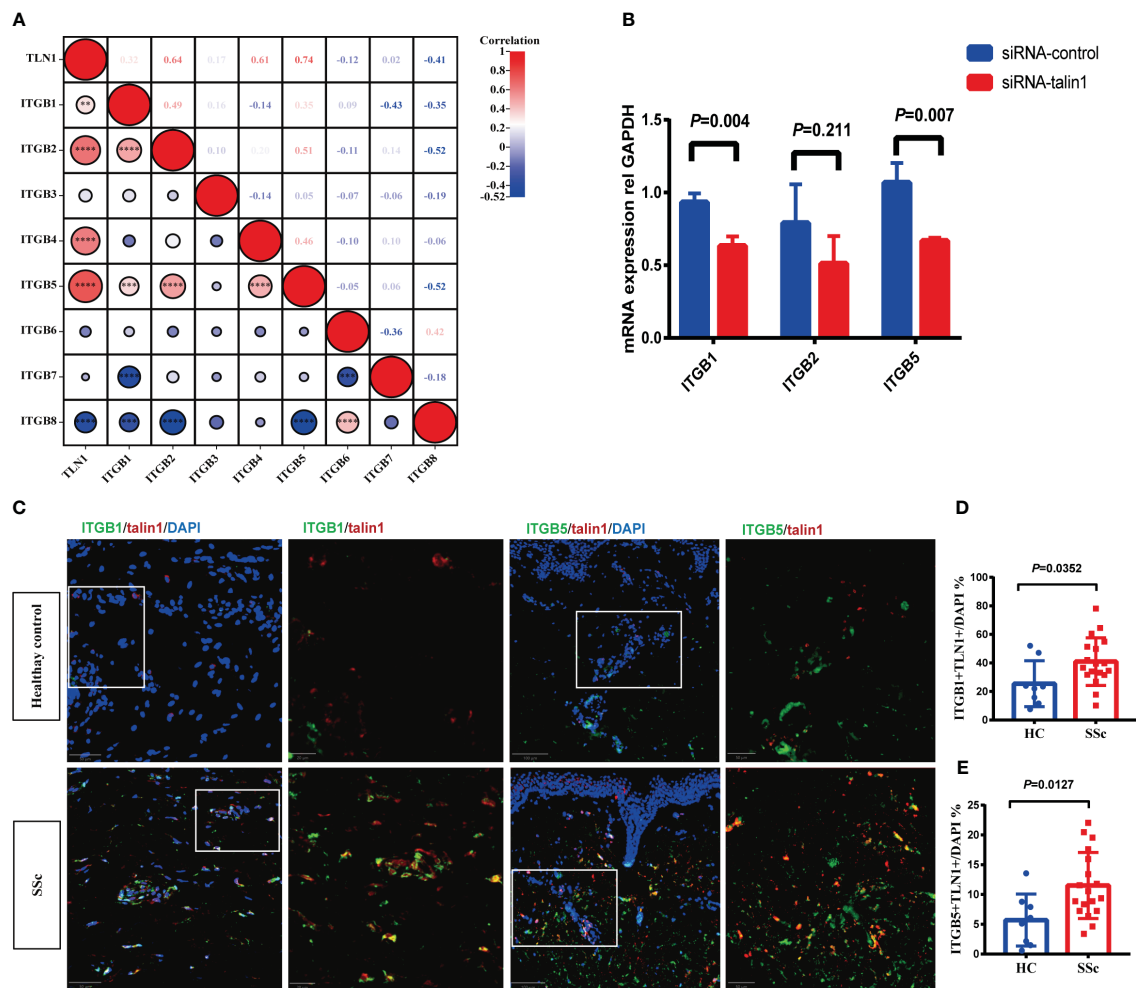 A
Correlation
TLN1 0.32 0.64 0.17 0.61 0.74 -0.12 0.02 -0.41
ITGB1 ** 0.49 0.16 -0.14 0.35 0.09 -0.43 -0.35
ITGB2 **** **** 0.10 0.20 0.51 -0.11 0.14 -0.52
ITGB3 -0.14 0.05 -0.07 -0.06 -0.19
ITGB4 **** 0.46 -0.10 0.10 -0.06
ITGB5 **** *** **** **** -0.05 0.06 -0.52
ITGB6 -0.36 0.42
ITGB7 **** *** -0.18
ITGB8 **** *** **** **** ****
TLN1 ITGB1 ITGB2 ITGB3 ITGB4 ITGB5 ITGB6 ITGB7 ITGB8
1
0.8
0.6
0.4
0.2
0
-0.2
-0.4
-0.52
B
siRNA-control
siRNA-talin1
mRNA expression rel GAPDH
1.5
1.0
0.5
0.0
P=0.004 P=0.211 P=0.007
ITGB1 ITGB2 ITGB5
C
ITGB1/talin1/DAPI ITGB1/talin1 ITGB5/talin1/DAPI ITGB5/talin1
Healthay control
SSc
D
P=0.0352
ITGB1+TLN1+/DAPI %
100
80
60
40
20
0
HC SSc
E
P=0.0127
ITGB5+TLN1+/DAPI %
25
20
15
10
5
0
HC SSc